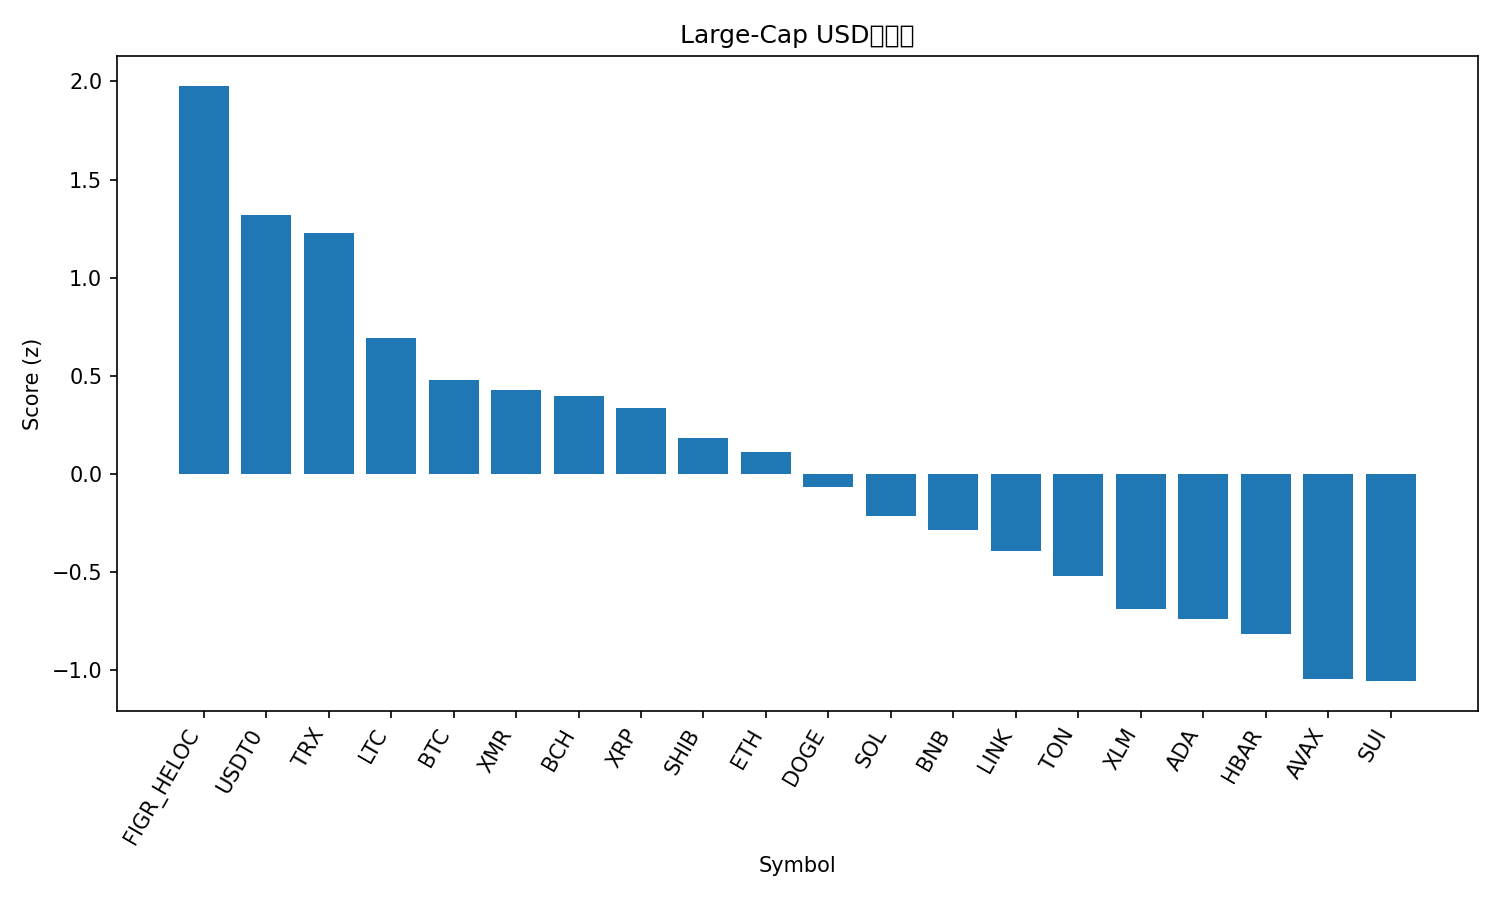 Large-Cap USD
Score (z)
2.0
1.5
1.0
0.5
0.0
−0.5
−1.0
FIGR_HELOC
USDT0
TRX
LTC
BTC
XMR
BCH
XRP
SHIB
ETH
DOGE
SOL
BNB
LINK
TON
XLM
ADA
HBAR
AVAX
SUI
Symbol